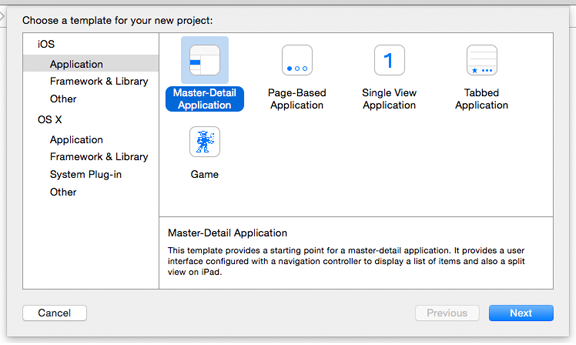 Choose a template for your new project:
iOS
Application
Framework & Library
Other
OS X
Application
Framework & Library
System Plug-in
Other
Master-Detail
Application
Page-Based
Application
1
Single View
Application
Tabbed
Application
Game
Master-Detail Application
This template provides a starting point for a master-detail application. It provides a user
interface configured with a navigation controller to display a list of items and also a split
view on iPad.
Cancel
Previous
Next